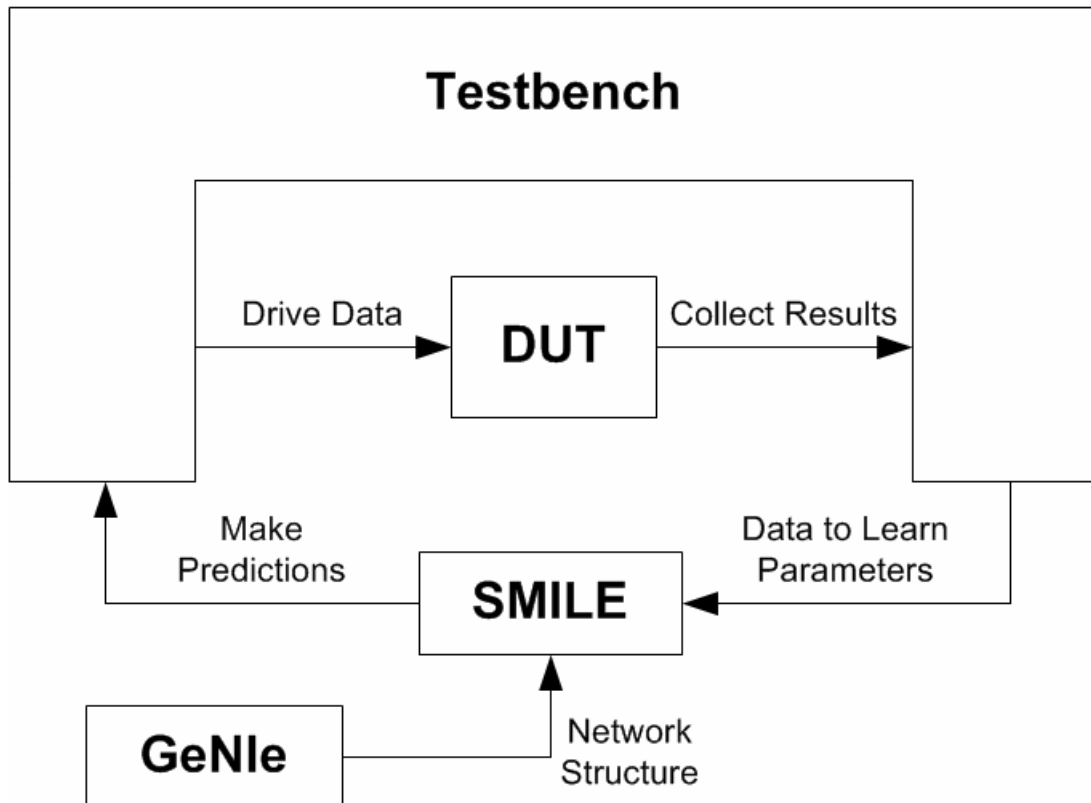 Testbench
Drive Data
DUT
Collect Results
Make
Predictions
SMILE
Data to Learn
Parameters
GeNIe
Network
Structure